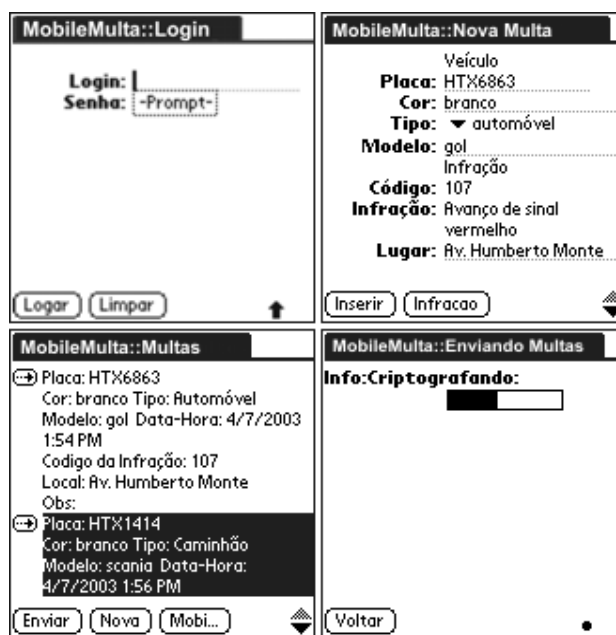 MobileMulta::Login
Login:
Senha: -Prompt-
Logar Limpar
MobileMulta::Nova Multa
Veículo
Placa: HTX6863
Cor: branco
Tipo: automóvel
Modelo: gol
Infração
Código: 107
Infração: Avanço de sinal
vermelho
Lugar: Av. Humberto Monte
Inserir Infracao
MobileMulta::Multas
Placa: HTX6863
Cor: branco Tipo: Automóvel
Modelo: gol Data-Hora: 4/7/2003
1:54 PM
Codigo da Infração: 107
Local: Av. Humberto Monte
Obs:
Placa: HTX1414
Cor: branco Tipo: Caminhão
Modelo: scania Data-Hora:
4/7/2003 1:56 PM
Enviar Nova Mobi...
MobileMulta::Enviando Multas
Info:Criptografando:
Voltar